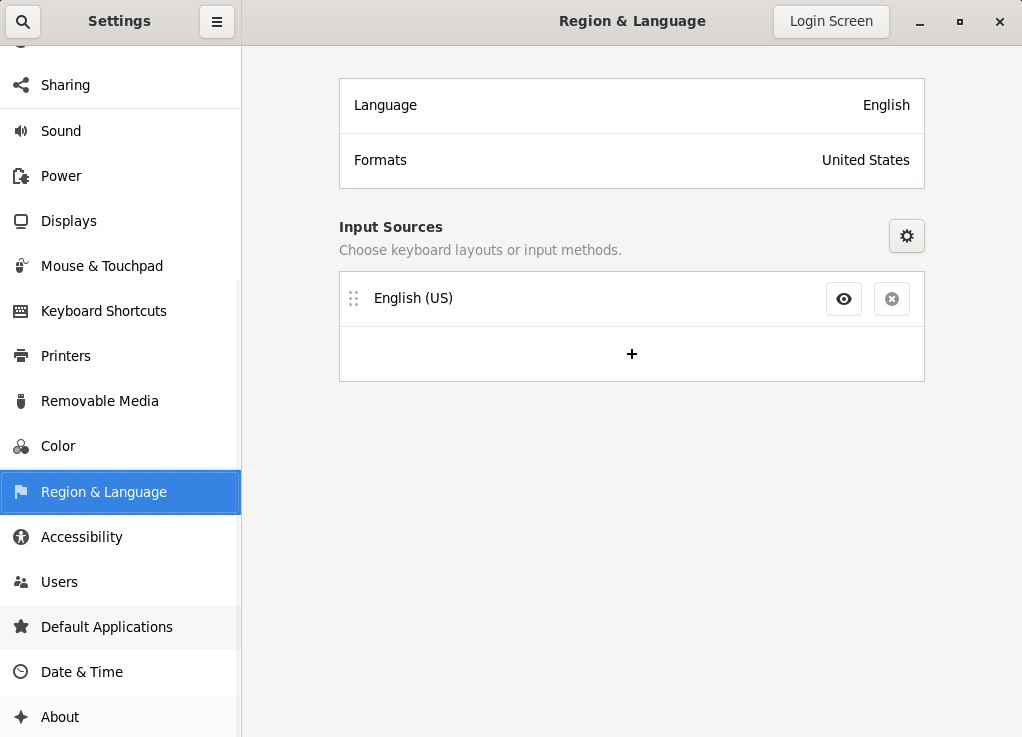 Settings
Region & Language
Login Screen
Sharing
Sound
Power
Displays
Mouse & Touchpad
Keyboard Shortcuts
Printers
Removable Media
Color
Region & Language
Accessibility
Users
Default Applications
Date & Time
About
Language
English
Formats
United States
Input Sources
Choose keyboard layouts or input methods.
English (US)